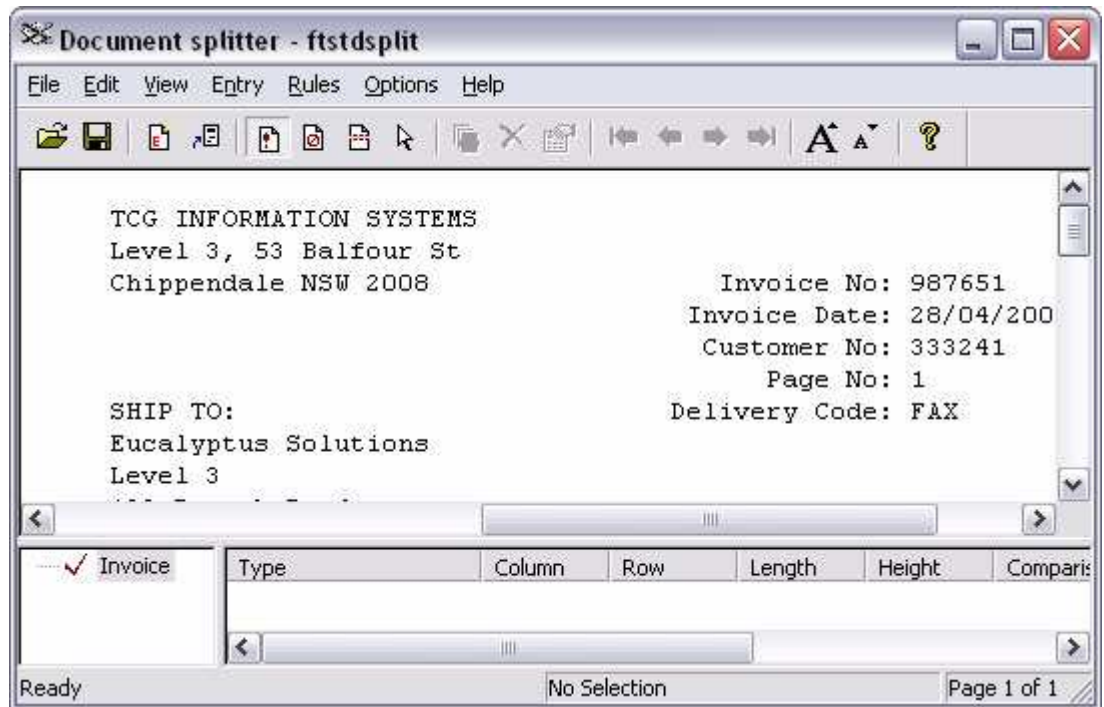 Document splitter - ftstdsplit
File Edit View Entry Rules Options Help
TCG INFORMATION SYSTEMS
Level 3, 53 Balfour St
Chippendale NSW 2008 Invoice No: 987651
Invoice Date: 28/04/200
Customer No: 333241
Page No: 1
SHIP TO: Delivery Code: FAX
Eucalyptus Solutions
Level 3
Invoice Type Column Row Length Height Comparis
Ready No Selection Page 1 of 1